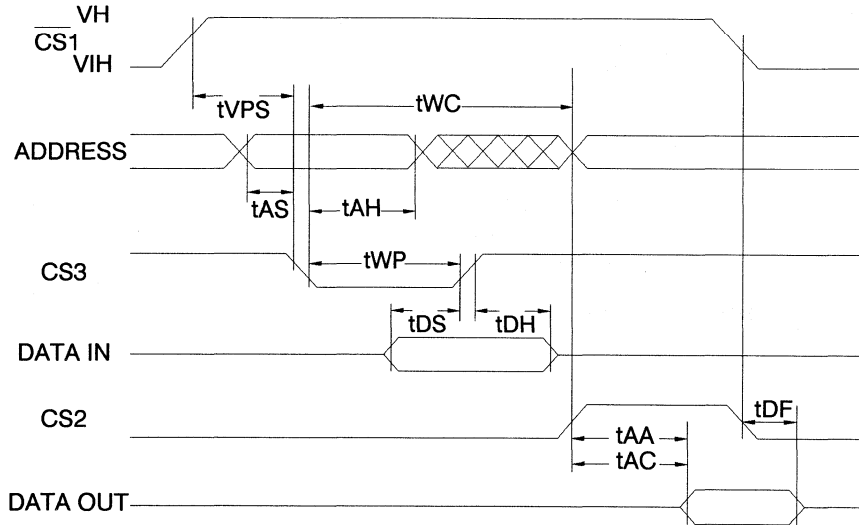 VH
CS1
VIH
tVPS
tWC
ADDRESS
tAS
tAH
CS3
tWP
tDS
tDH
DATA IN
CS2
tDF
tAA
tAC
DATA OUT